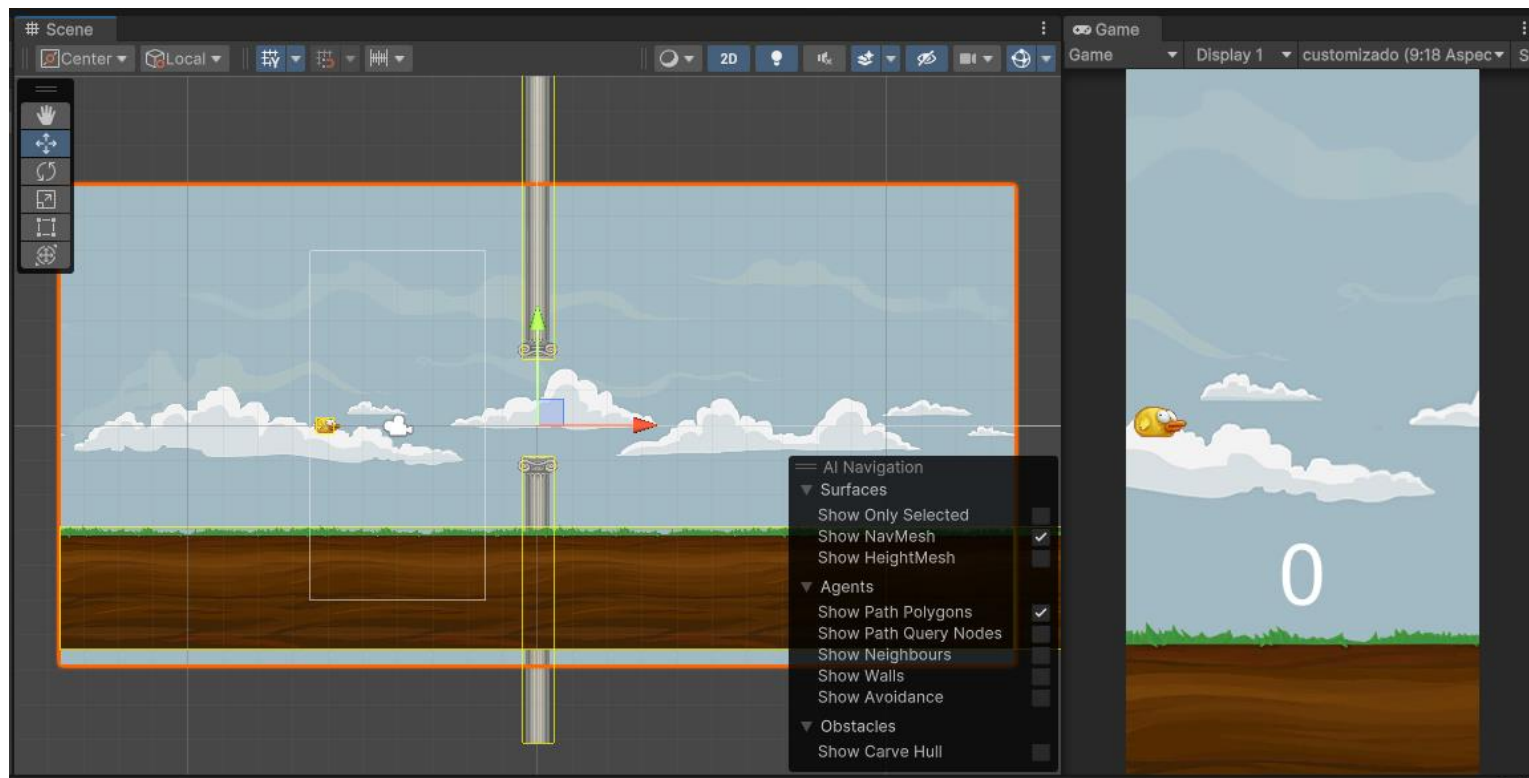 Scene
Center
Local
2D
AI Navigation
Surfaces
Show Only Selected
Show NavMesh
Show HeightMesh
Agents
Show Path Polygons
Show Path Query Nodes
Show Neighbours
Show Walls
Show Avoidance
Obstacles
Show Carve Hull
Game
Game Display 1 customizado (9:18 Aspec S
0